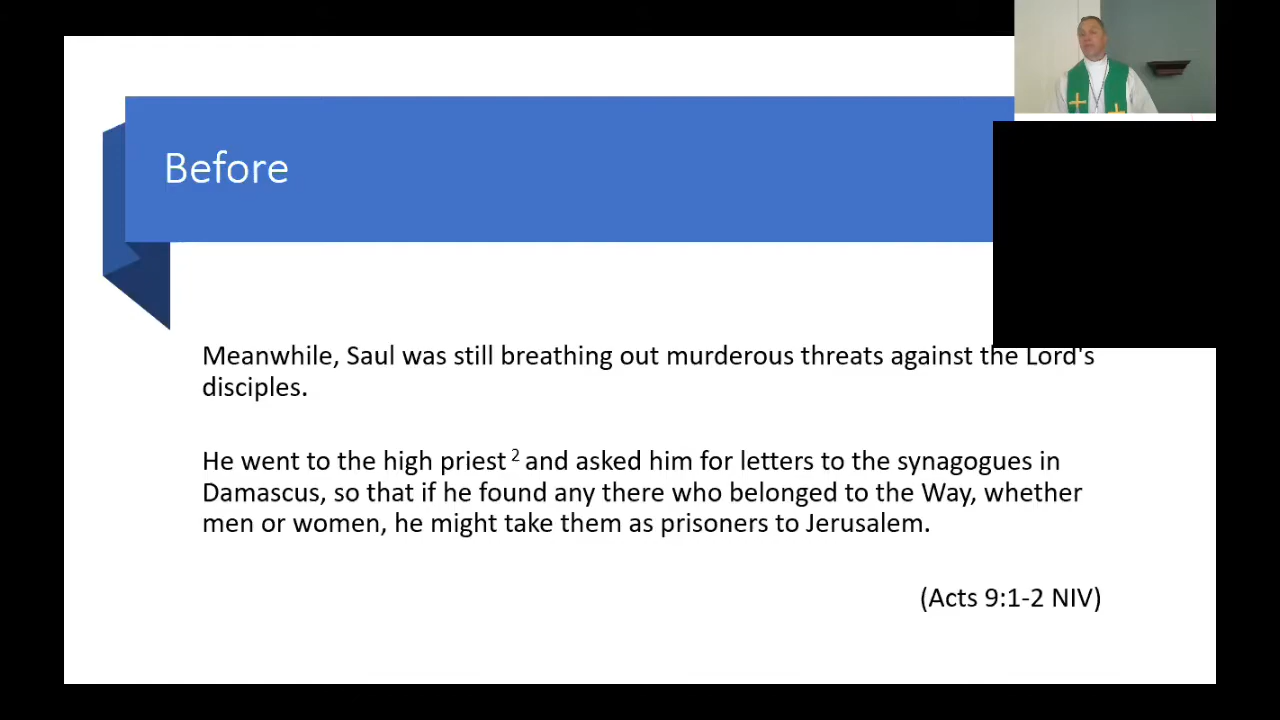 Before
Meanwhile, Saul was still breathing out murderous threats against the Lord's
disciples.
He went to the high priest ² and asked him for letters to the synagogues in
Damascus, so that if he found any there who belonged to the Way, whether
men or women, he might take them as prisoners to Jerusalem.
(Acts 9:1-2 NIV)